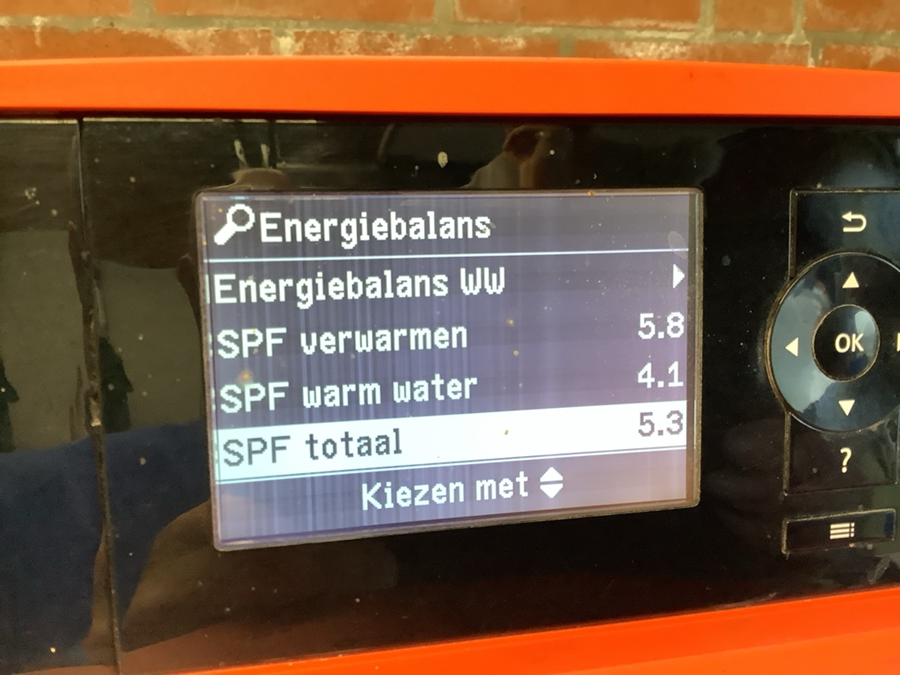 Energiebalans
Energiebalans WW
SPF verwarmen 5.8
SPF warm water 4.1
SPF totaal 5.3
Kiezen met
OK
?